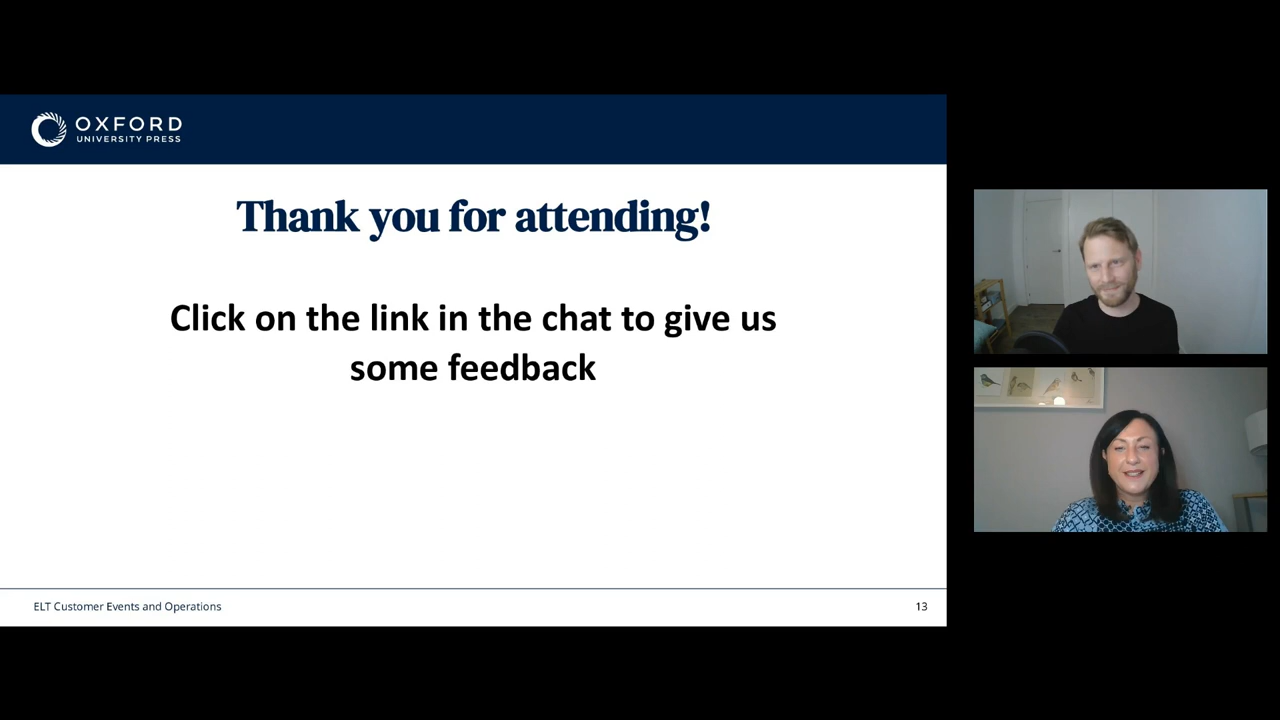 OXFORD
UNIVERSITY PRESS
Thank you for attending!
Click on the link in the chat to give us
some feedback
ELT Customer Events and Operations
13